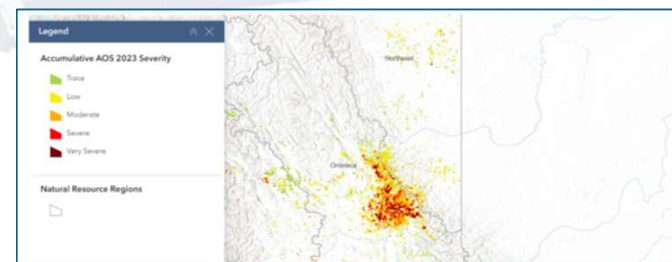 Legend
Accumulative AOS 2023 Severity
Trace
Low
Moderate
Severe
Very Severe
Natural Resource Regions
Northeast
Omineca